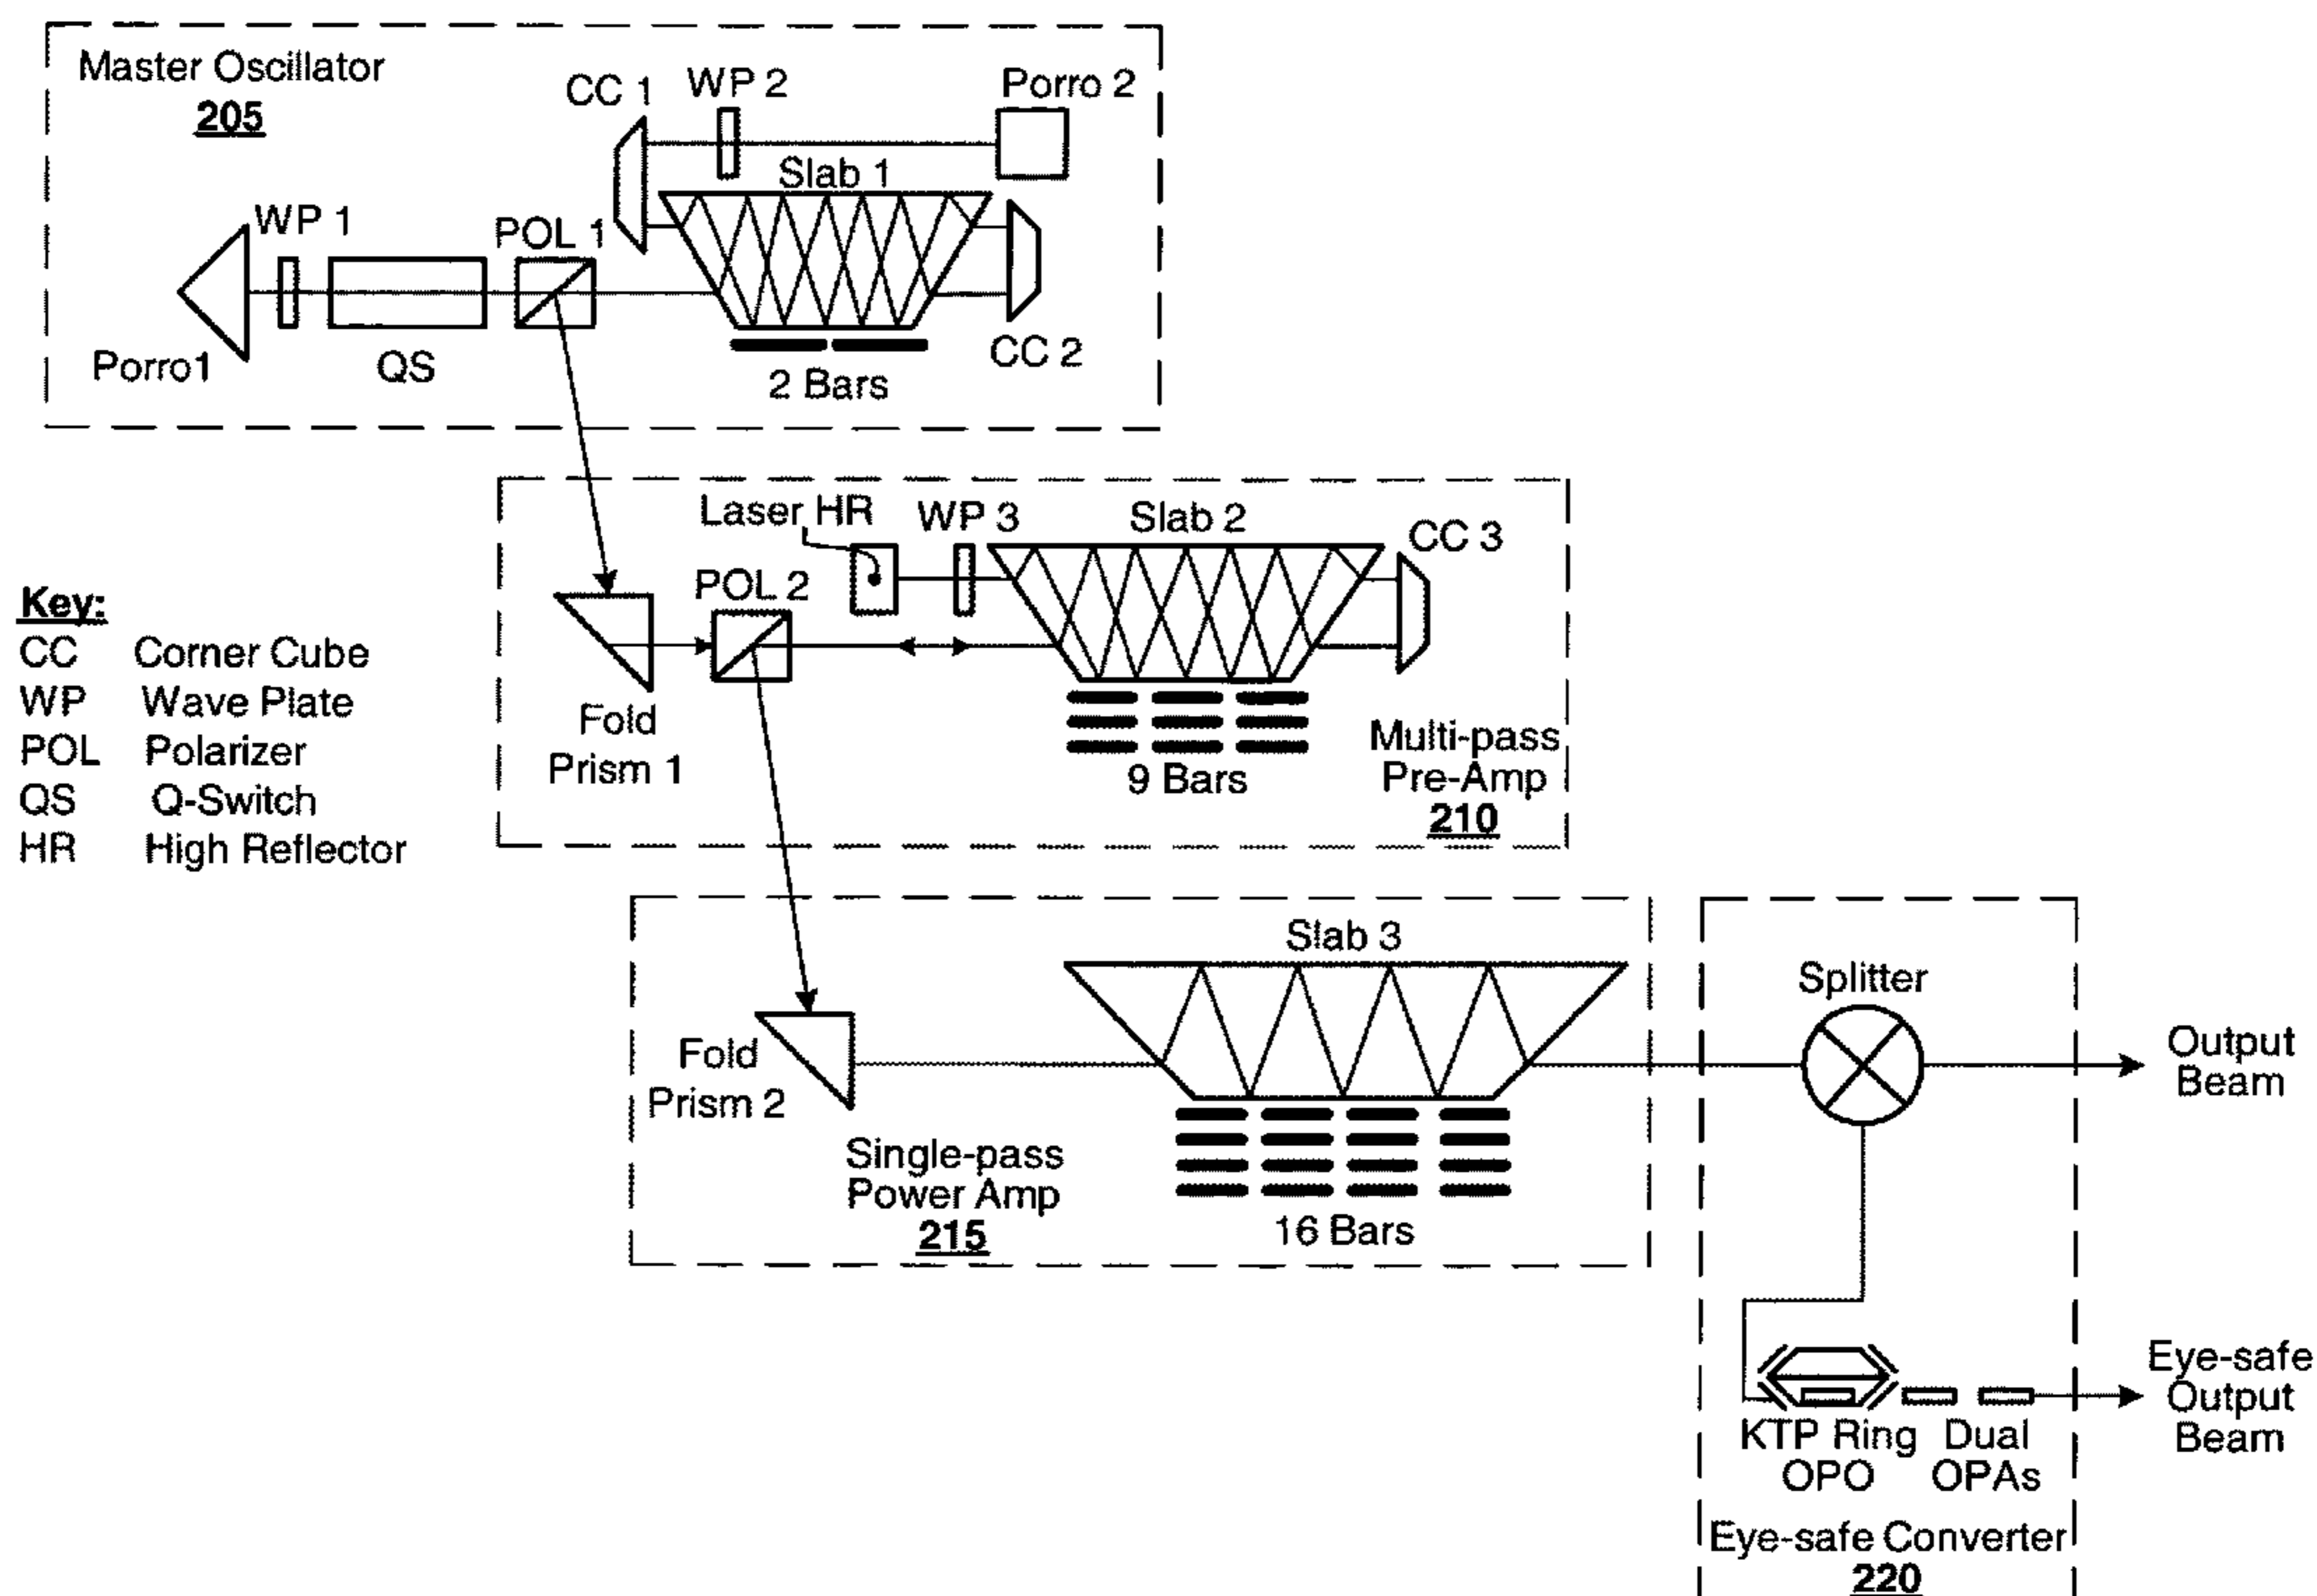 Master Oscillator
205
CC 1
WP 2
Porro 2
Slab 1
WP 1
POL 1
Porro1
QS
2 Bars
CC 2
Laser HR
WP 3
Slab 2
CC 3
POL 2
Fold
Prism 1
9 Bars
Multi-pass
Pre-Amp
210
Key:
CC Corner Cube
WP Wave Plate
POL Polarizer
QS Q-Switch
HR High Reflector
Slab 3
Fold
Prism 2
Single-pass
Power Amp
215
16 Bars
Splitter
Output
Beam
KTP Ring
OPO
Dual
OPAs
Eye-safe
Output
Beam
Eye-safe Converter
220